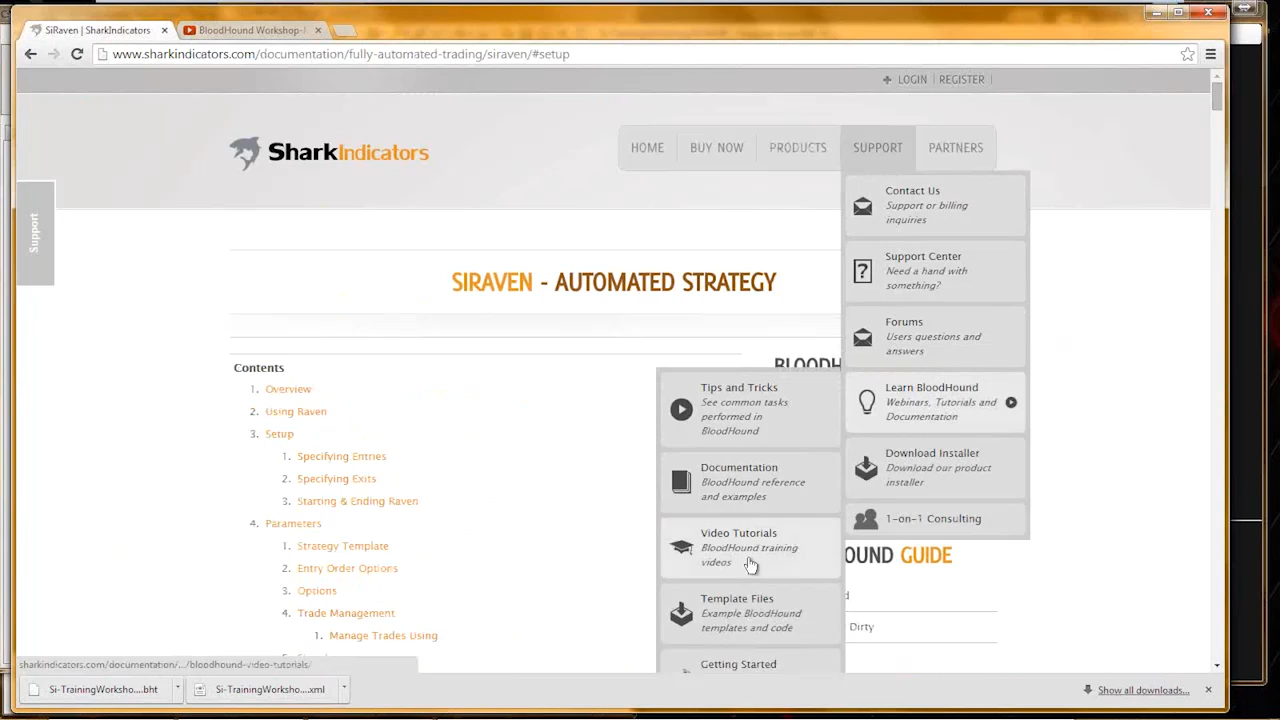 SiRaven | SharkIndicators
BloodHound Workshop-
www.sharkindicators.com/documentation/fully-automated-trading/siraven/#setup
LOGIN
REGISTER
SharkIndicators
HOME
BUY NOW
PRODUCTS
SUPPORT
PARTNERS
Support
Contact Us
Support or billing
inquiries
Support Center
Need a hand with
something?
Forums
Users questions and
answers
Learn BloodHound
Webinars, Tutorials and
Documentation
Download Installer
Download our product
installer
1-on-1 Consulting
SIRAVEN - AUTOMATED STRATEGY
Contents
1. Overview
2. Using Raven
3. Setup
1. Specifying Entries
2. Specifying Exits
3. Starting & Ending Raven
4. Parameters
1. Strategy Template
2. Entry Order Options
3. Options
4. Trade Management
1. Manage Trades Using
BLOODH
Tips and Tricks
See common tasks
performed in
BloodHound
Documentation
BloodHound reference
and examples
Video Tutorials
BloodHound training
videos
Template Files
Example BloodHound
templates and code
Getting Started
OUND GUIDE
d
Dirty
sharkindicators.com/documentation/.../bloodhound-video-tutorials/
Si-TrainingWorksho....bht
Si-TrainingWorksho....xml
Show all downloads...